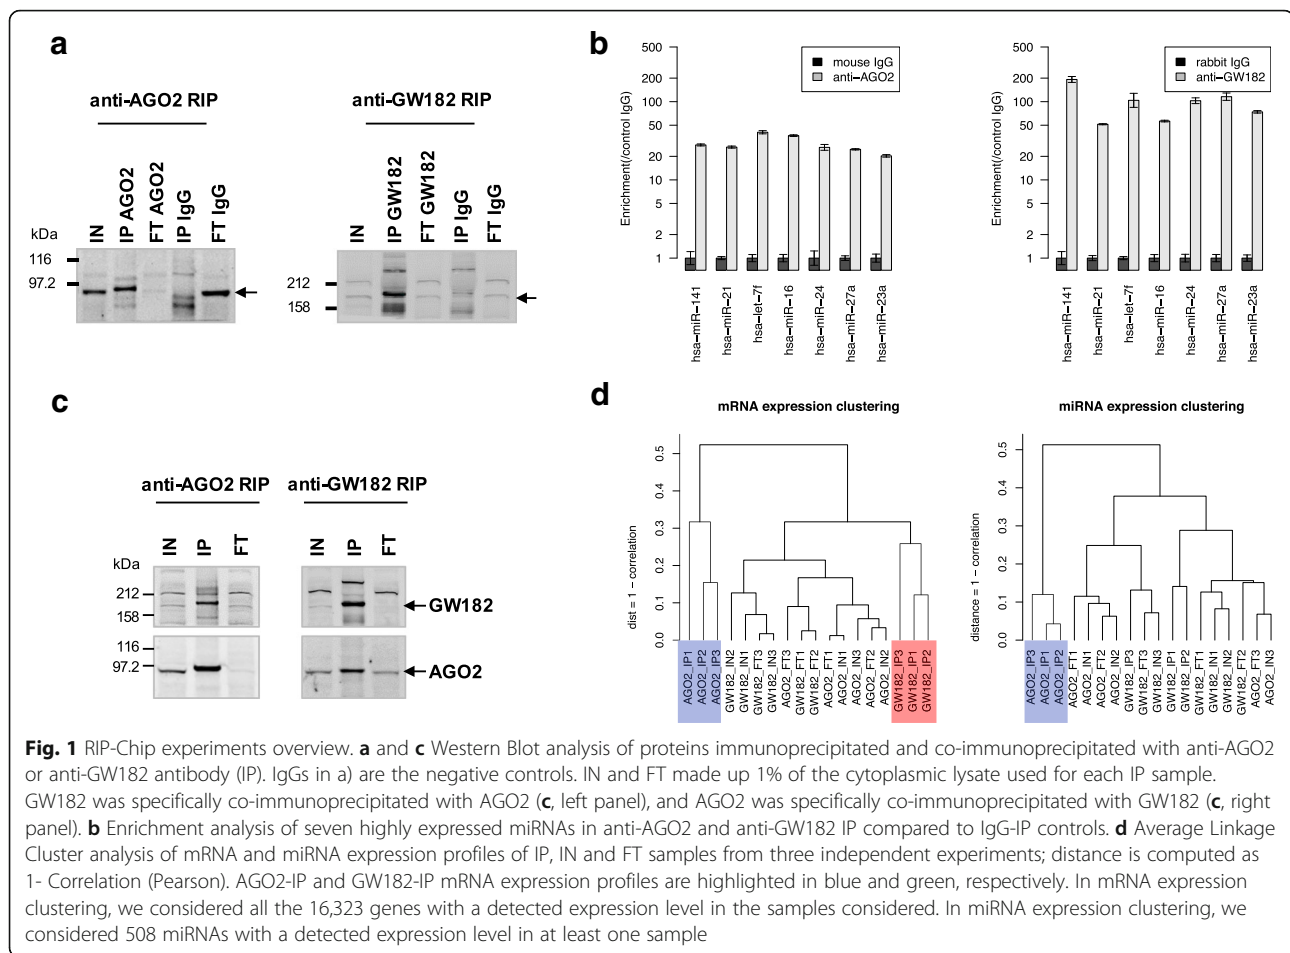 a
anti-AGO2 RIP
anti-GW182 RIP
IN
IP AGO2
FT AGO2
IP IgG
FT IgG
IN
IP GW182
FT GW182
IP IgG
FT IgG
kDa
116
97.2
212
158
b
Enrichment(/control IgG)
500
200
100
50
20
10
5
2
1
mouse IgG
anti−AGO2
hsa−miR−141
hsa−miR−21
hsa−let−7f
hsa−miR−16
hsa−miR−24
hsa−miR−27a
hsa−miR−23a
Enrichment(/control IgG)
500
200
100
50
20
10
5
2
1
rabbit IgG
anti−GW182
hsa−miR−141
hsa−miR−21
hsa−let−7f
hsa−miR−16
hsa−miR−24
hsa−miR−27a
hsa−miR−23a
c
anti-AGO2 RIP
anti-GW182 RIP
IN
IP
FT
IN
IP
FT
kDa
212
158
116
97.2
GW182
AGO2
d
mRNA expression clustering
dist = 1 − correlation
0.5
0.4
0.3
0.2
0.1
0.0
AGO2_IP1
AGO2_IP2
AGO2_IP3
GW182_IN2
GW182_IN1
GW182_FT3
GW182_IN3
AGO2_FT3
GW182_FT1
GW182_FT2
AGO2_FT1
AGO2_IN1
AGO2_IN3
AGO2_FT2
AGO2_IN2
GW182_IP3
GW182_IP1
GW182_IP2
miRNA expression clustering
distance = 1 − correlation
0.5
0.4
0.3
0.2
0.1
0.0
AGO2_IP3
AGO2_IP1
AGO2_IP2
AGO2_FT1
AGO2_FT2
AGO2_IN1
AGO2_IN2
GW182_IP3
GW182_FT3
GW182_IN3
GW182_IP1
GW182_IP2
GW182_FT1
GW182_IN1
GW182_IN2
GW182_FT2
AGO2_FT3
AGO2_IN3
Fig. 1 RIP-Chip experiments overview. a and c Western Blot analysis of proteins immunoprecipitated and co-immunoprecipitated with anti-AGO2
or anti-GW182 antibody (IP). IgGs in a) are the negative controls. IN and FT made up 1% of the cytoplasmic lysate used for each IP sample.
GW182 was specifically co-immunoprecipitated with AGO2 (c, left panel), and AGO2 was specifically co-immunoprecipitated with GW182 (c, right
panel). b Enrichment analysis of seven highly expressed miRNAs in anti-AGO2 and anti-GW182 IP compared to IgG-IP controls. d Average Linkage
Cluster analysis of mRNA and miRNA expression profiles of IP, IN and FT samples from three independent experiments; distance is computed as
1- Correlation (Pearson). AGO2-IP and GW182-IP mRNA expression profiles are highlighted in blue and green, respectively. In mRNA expression
clustering, we considered all the 16,323 genes with a detected expression level in the samples considered. In miRNA expression clustering, we
considered 508 miRNAs with a detected expression level in at least one sample